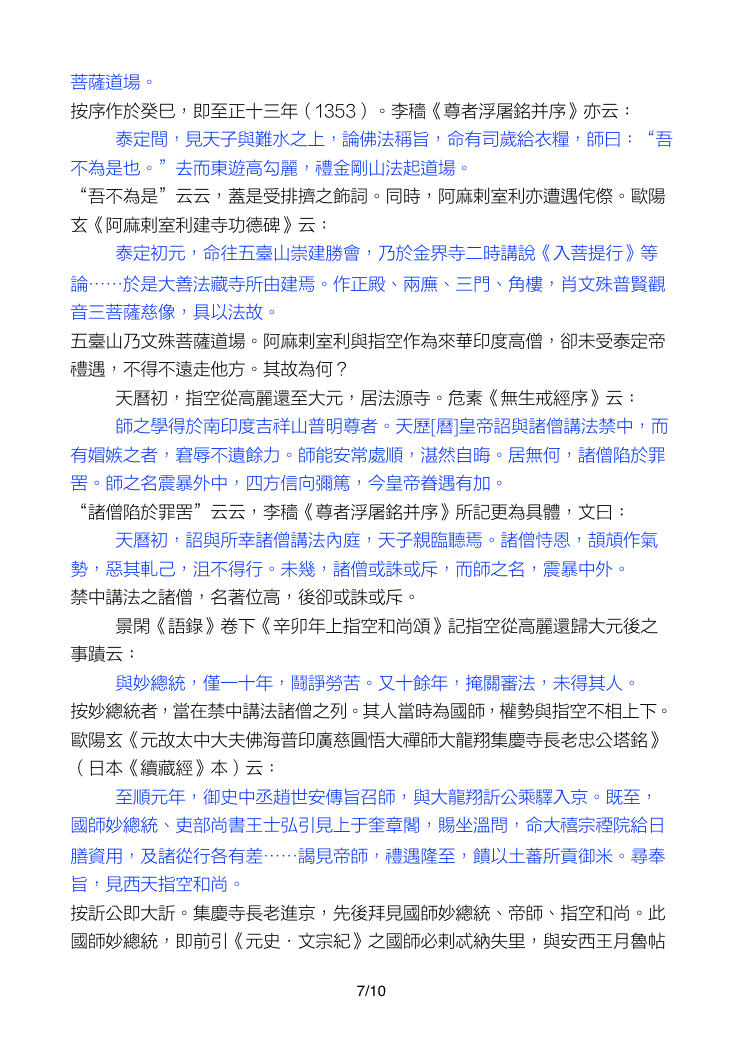 菩薩道場。
按序作於癸巳，即至正十三年（1353）。李穡《尊者浮屠銘并序》亦云：
泰定間，見天子與難水之上，論佛法稱旨，命有司歲給衣糧，師曰：“吾
不為是也。”去而東遊高勾麗，禮金剛山法起道場。
“吾不為是”云云，蓋是受排擠之飾詞。同時，阿麻剌室利亦遭遇侘傺。歐陽
玄《阿麻剌室利建寺功德碑》云：
泰定初元，命往五臺山崇建勝會，乃於金界寺二時講說《入菩提行》等
論⋯⋯於是大善法藏寺所由建焉。作正殿、兩廡、三門、角樓，肖文殊普賢觀
音三菩薩慈像，具以法故。
五臺山乃文殊菩薩道場。阿麻剌室利與指空作為來華印度高僧，卻未受泰定帝
禮遇，不得不遠走他方。其故為何？
天曆初，指空從高麗還至大元，居法源寺。危素《無生戒經序》云：
師之學得於南印度吉祥山普明尊者。天歷[曆]皇帝詔與諸僧講法禁中，而
有媢嫉之者，窘辱不遺餘力。師能安常處順，湛然自晦。居無何，諸僧陷於罪
罟。師之名震暴外中，四方信向彌篤，今皇帝眷遇有加。
“諸僧陷於罪罟”云云，李穡《尊者浮屠銘并序》所記更為具體，文曰：
天曆初，詔與所幸諸僧講法內庭，天子親臨聽焉。諸僧恃恩，頡頏作氣
勢，惡其軋己，沮不得行。未幾，諸僧或誅或斥，而師之名，震暴中外。
禁中講法之諸僧，名著位高，後卻或誅或斥。
景閑《語錄》卷下《辛卯年上指空和尚頌》記指空從高麗還歸大元後之
事蹟云：
與妙總統，僅一十年，鬭諍勞苦。又十餘年，掩關審法，未得其人。
按妙總統者，當在禁中講法諸僧之列。其人當時為國師，權勢與指空不相上下。
歐陽玄《元故太中大夫佛海普印廣慈圓悟大禪師大龍翔集慶寺長老忠公塔銘》
（日本《續藏經》本）云：
至順元年，御史中丞趙世安傳旨召師，與大龍翔訢公乘驛入京。既至，
國師妙總統、吏部尚書王士弘引見上于奎章閣，賜坐溫問，命大禧宗禋院給日
膳資用，及諸從行各有差⋯⋯謁見帝師，禮遇隆至，饋以土蕃所貢御米。尋奉
旨，見西天指空和尚。
按訢公即大訢。集慶寺長老進京，先後拜見國師妙總統、帝師、指空和尚。此
國師妙總統，即前引《元史．文宗紀》之國師必剌忒納失里，與安西王月魯帖
7/10